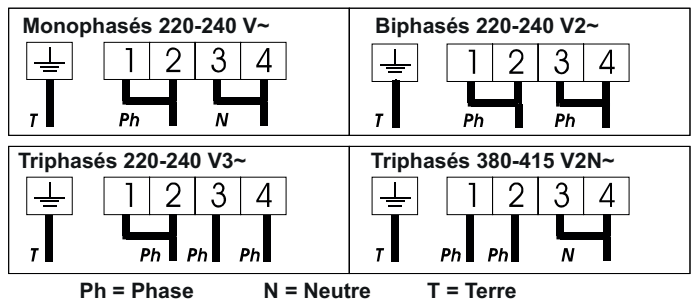 Monophasés 220-240 V~
1 2 3 4
T Ph N
Biphasés 220-240 V2~
1 2 3 4
T Ph Ph
Triphasés 220-240 V3~
1 2 3 4
T Ph Ph Ph
Triphasés 380-415 V2N~
1 2 3 4
T Ph Ph N
Ph = Phase N = Neutre T = Terre